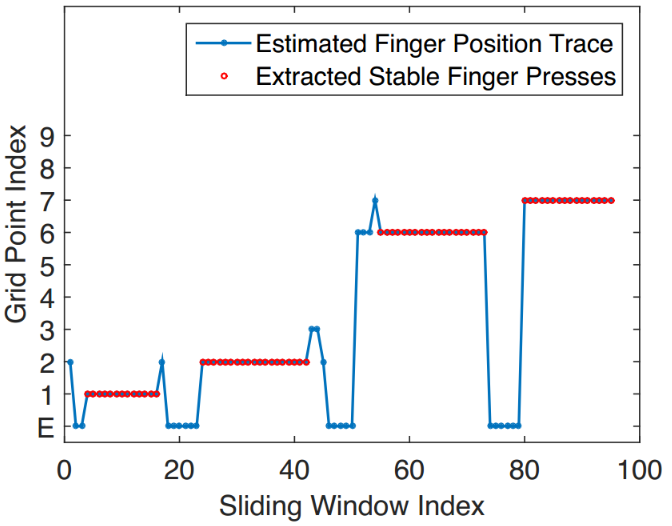 Estimated Finger Position Trace
Extracted Stable Finger Presses
Grid Point Index
9
8
7
6
5
4
3
2
1
E
0 20 40 60 80 100
Sliding Window Index